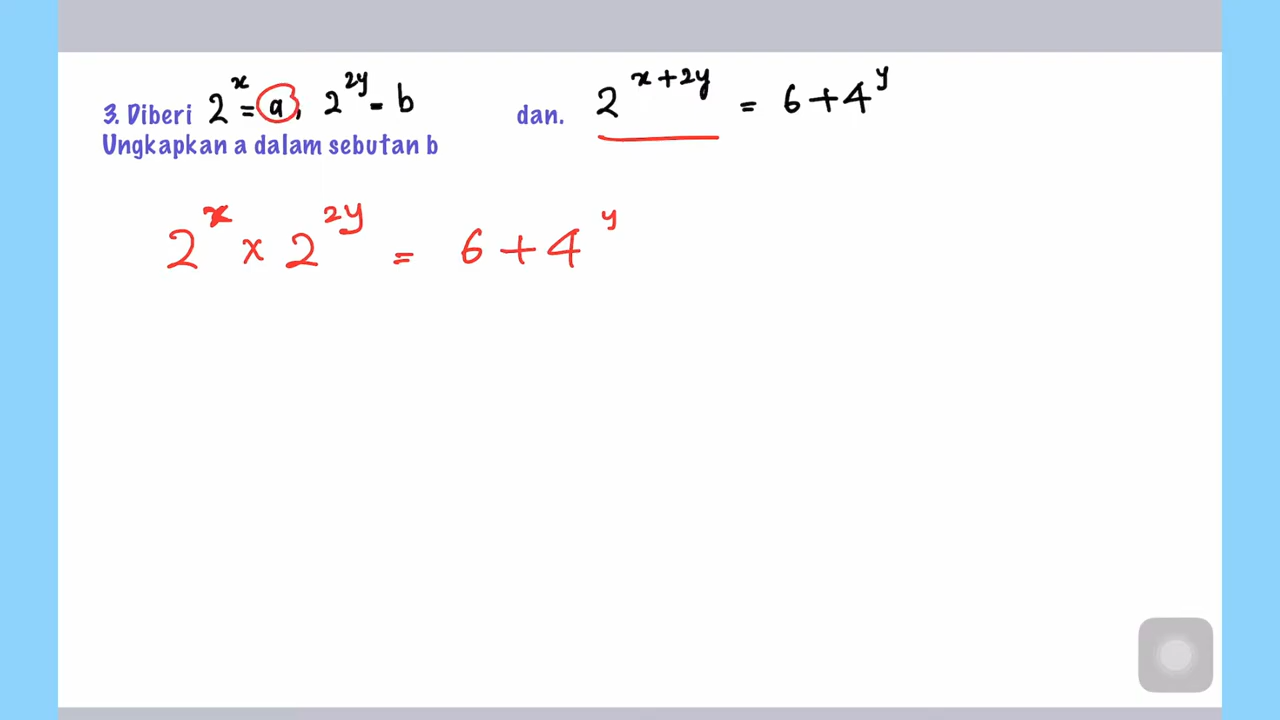 3. Diberi 2^x = a, 2^2y = b dan. 2^x+2y = 6+4^y
Ungkapkan a dalam sebutan b
2^x × 2^2y = 6+4^y